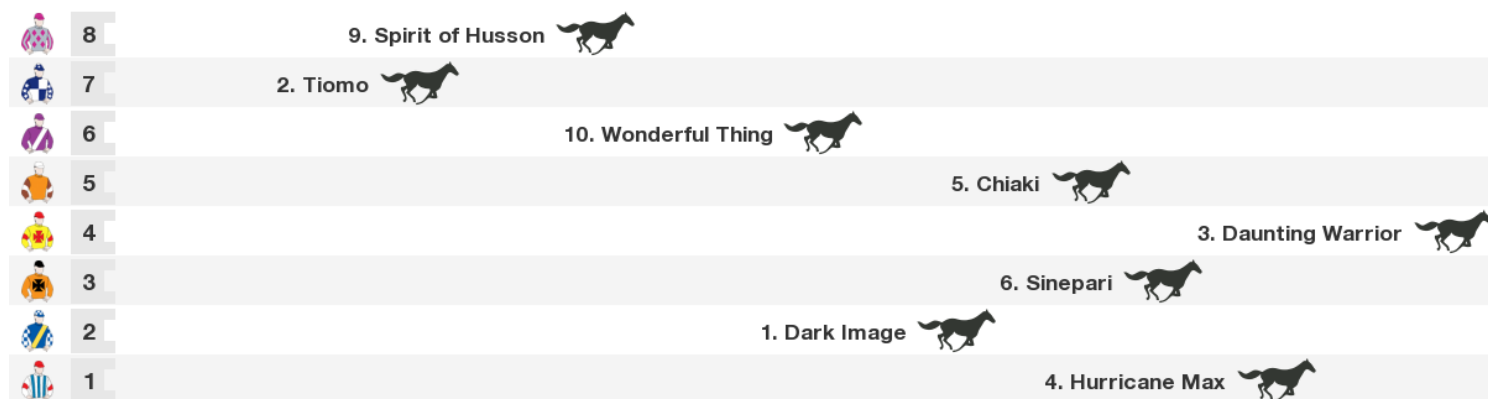 8 9. Spirit of Husson
7 2. Tiomo
6 10. Wonderful Thing
5 5. Chiaki
4 3. Daunting Warrior
3 6. Sinepari
2 1. Dark Image
1 4. Hurricane Max